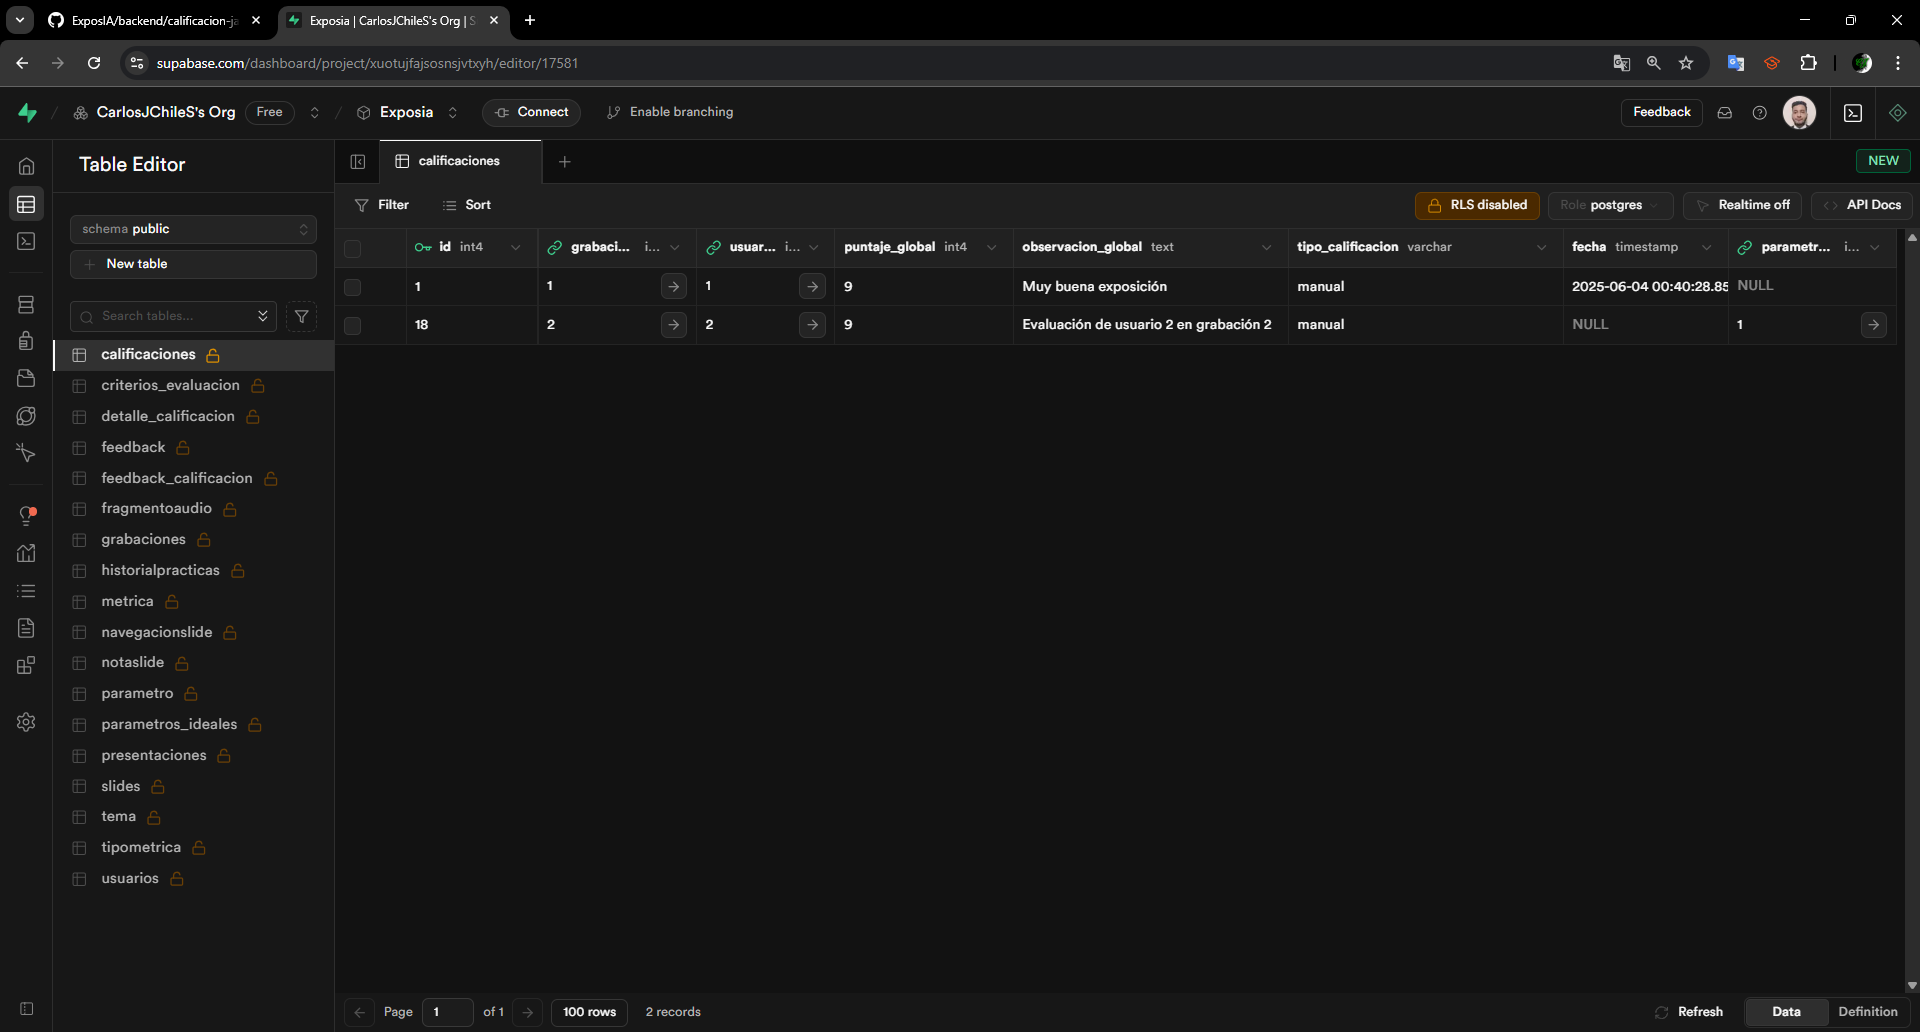 ExposIA/backend/calificacion-ja
Exposia | CarlosJChileS's Org | S
supabase.com/dashboard/project/xuotujfajsosnsjvtxyh/editor/17581
CarlosJChileS's Org
Free
Exposia
Connect
Enable branching
Feedback
Table Editor
calificaciones
NEW
schema public
New table
Search tables...
calificaciones
criterios_evaluacion
detalle_calificacion
feedback
feedback_calificacion
fragmentoaudio
grabaciones
historialpracticas
metrica
navegacionslide
notaslide
parametro
parametros_ideales
presentaciones
slides
tema
tipometrica
usuarios
Filter
Sort
RLS disabled
Role postgres
Realtime off
API Docs
id int4 grabaci... i... usuar... i... puntaje_global int4 observacion_global text tipo_calificacion varchar fecha timestamp parametr... i...
1 1 1 9 Muy buena exposición manual 2025-06-04 00:40:28.85 NULL
18 2 2 9 Evaluación de usuario 2 en grabación 2 manual NULL 1
Page 1 of 1
100 rows
2 records
Refresh
Data
Definition